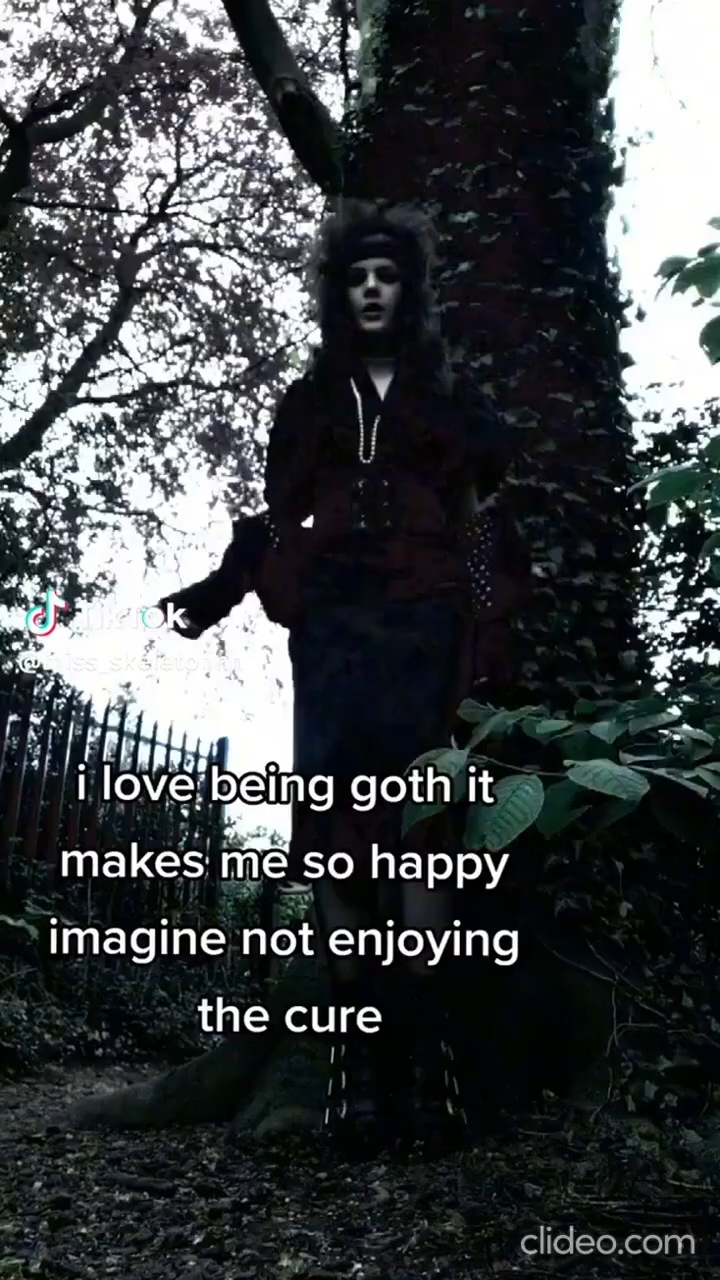 TikTok
i love being goth it
makes me so happy
imagine not enjoying
the cure
clideo.com